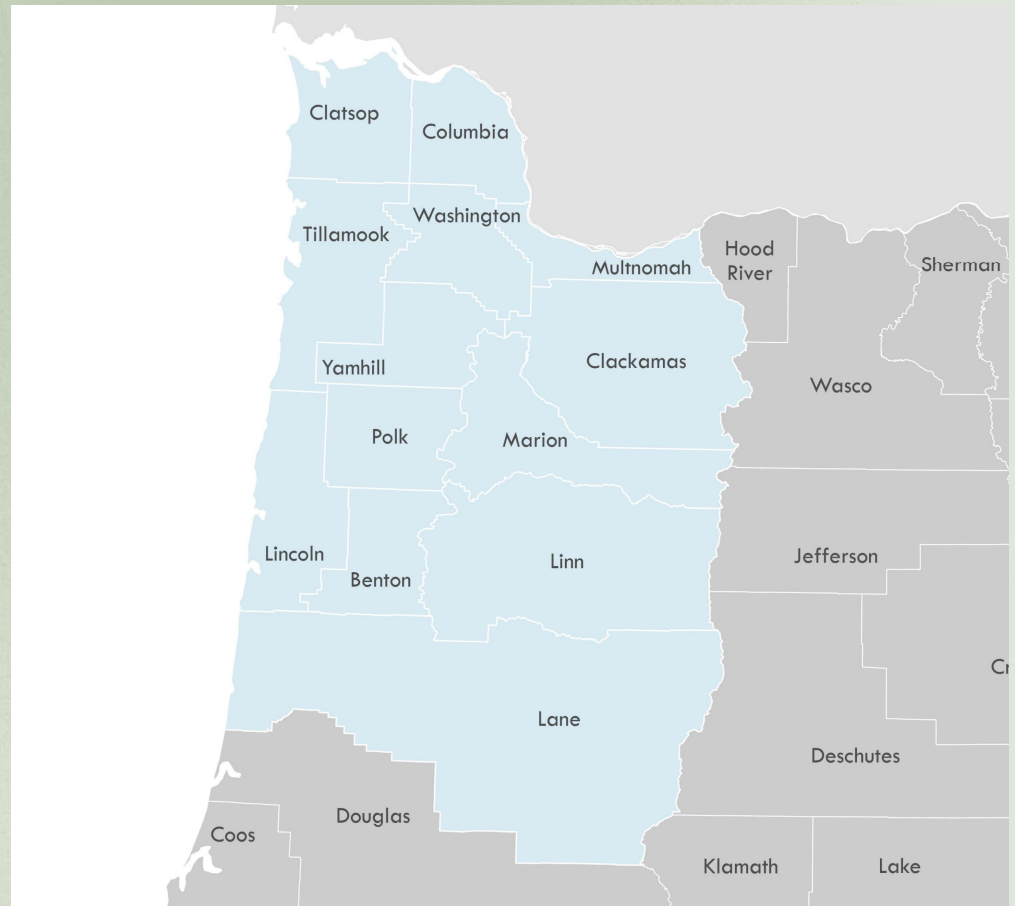 Clatsop
Columbia
Washington
Tillamook
Hood
River
Multnomah
Sherman
Clackamas
Yamhill
Wasco
Polk
Marion
Lincoln
Jefferson
Linn
Benton
Cr
Lane
Deschutes
Douglas
Coos
Klamath
Lake